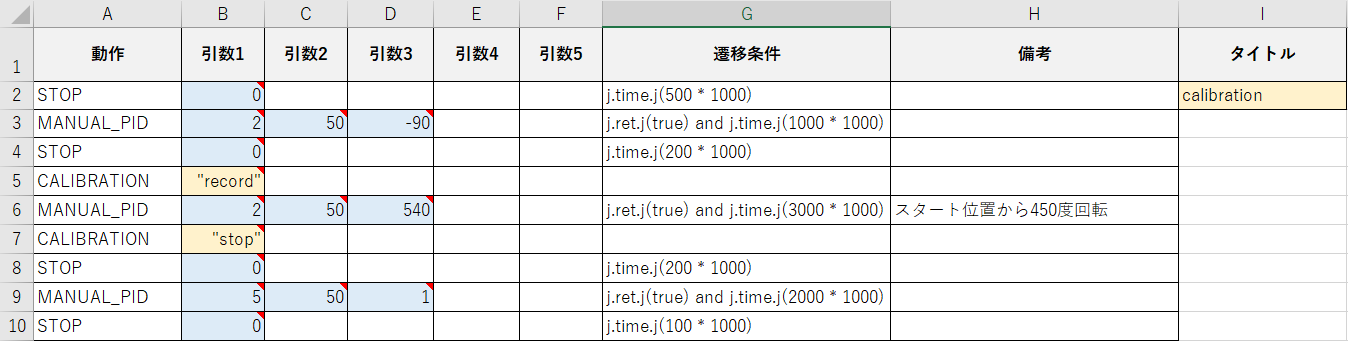 A B C D E F G H I
1 動作 引数1 引数2 引数3 引数4 引数5 遷移条件 備考 タイトル
2 STOP 0 j.time.j(500 * 1000) calibration
3 MANUAL_PID 2 50 -90 j.ret.j(true) and j.time.j(1000 * 1000)
4 STOP 0 j.time.j(200 * 1000)
5 CALIBRATION "record"
6 MANUAL_PID 2 50 540 j.ret.j(true) and j.time.j(3000 * 1000) スタート位置から450度回転
7 CALIBRATION "stop"
8 STOP 0 j.time.j(200 * 1000)
9 MANUAL_PID 5 50 1 j.ret.j(true) and j.time.j(2000 * 1000)
10 STOP 0 j.time.j(100 * 1000)